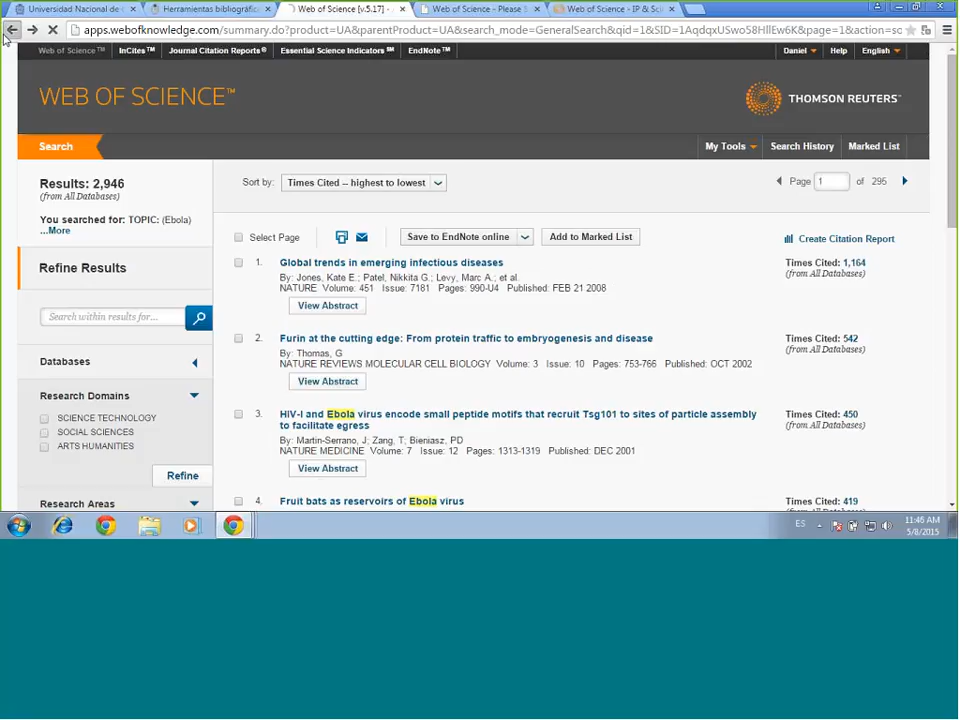 Universidad Nacional de
Herramientas bibliográfic
Web of Science [v.5.17] -
Web of Science - Please
Web of Science - IP & Sci
apps.webofknowledge.com/summary.do?product=UA&parentProduct=UA&search_mode=GeneralSearch&qid=1&SID=1AqdqxUSwo58HllEw6K&page=1&action=so
Web of Science™ InCites™ Journal Citation Reports® Essential Science Indicators™ EndNote™ Daniel Help English
WEB OF SCIENCE™
THOMSON REUTERS™
Search My Tools Search History Marked List
Results: 2,946
(from All Databases)
You searched for: TOPIC: (Ebola)
...More
Refine Results
Search within results for...
Databases
Research Domains
SCIENCE TECHNOLOGY
SOCIAL SCIENCES
ARTS HUMANITIES
Refine
Research Areas
Sort by: Times Cited -- highest to lowest
Page 1 of 295
Select Page Save to EndNote online Add to Marked List
Create Citation Report
1. Global trends in emerging infectious diseases
By: Jones, Kate E.; Patel, Nikkita G.; Levy, Marc A.; et al.
NATURE Volume: 451 Issue: 7181 Pages: 990-U4 Published: FEB 21 2008
View Abstract
Times Cited: 1,164
(from All Databases)
2. Furin at the cutting edge: From protein traffic to embryogenesis and disease
By: Thomas, G
NATURE REVIEWS MOLECULAR CELL BIOLOGY Volume: 3 Issue: 10 Pages: 753-766 Published: OCT 2002
View Abstract
Times Cited: 542
(from All Databases)
3. HIV-I and Ebola virus encode small peptide motifs that recruit Tsg101 to sites of particle assembly
to facilitate egress
By: Martin-Serrano, J; Zang, T; Bieniasz, PD
NATURE MEDICINE Volume: 7 Issue: 12 Pages: 1313-1319 Published: DEC 2001
View Abstract
Times Cited: 450
(from All Databases)
4. Fruit bats as reservoirs of Ebola virus
Times Cited: 419
(from All Databases)
ES
11:46 AM
5/8/2015